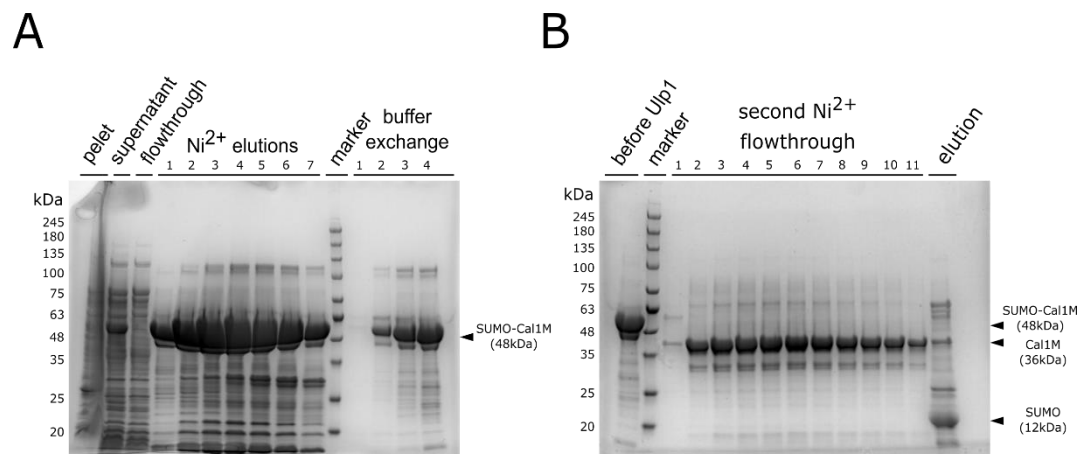 A
pelet
supernatant
flowthrough
Ni2+ elutions
1 2 3 4 5 6 7
marker
buffer
exchange
1 2 3 4
kDa
245
180
135
100
75
63
48
35
25
20
SUMO-Cal1M
(48kDa)
B
before Ulp1
marker
second Ni2+
flowthrough
1 2 3 4 5 6 7 8 9 10 11
elution
kDa
245
180
135
100
75
63
48
35
25
20
SUMO-Cal1M
(48kDa)
Cal1M
(36kDa)
SUMO
(12kDa)